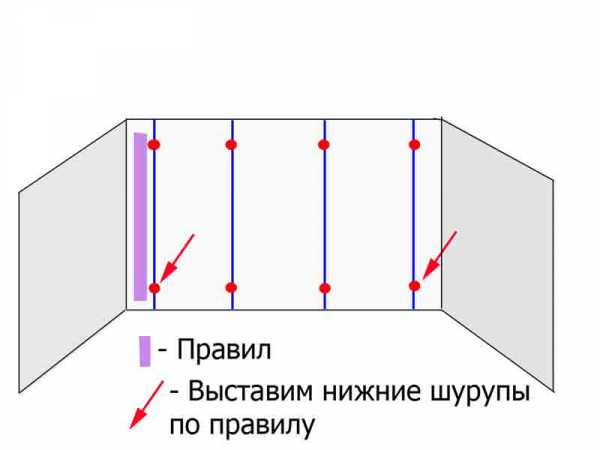 - Правил
- Выставим нижние шурупы
по правилу